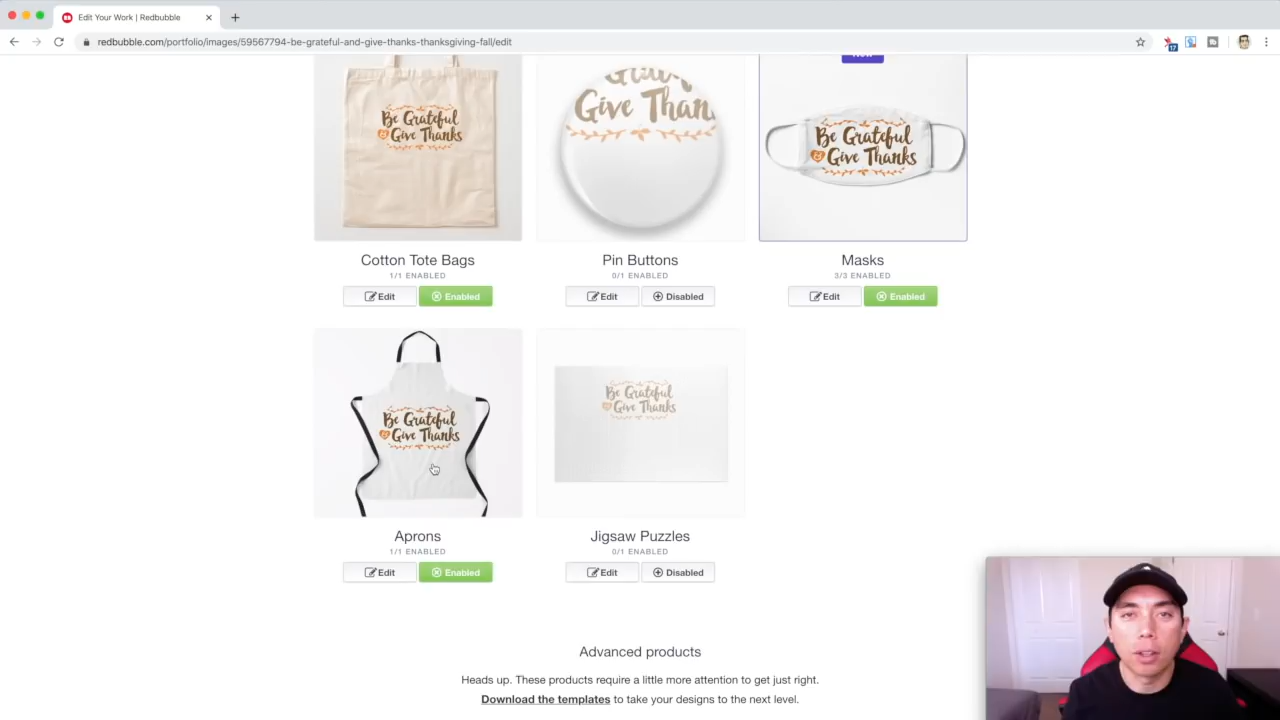 Edit Your Work | Redbubble
redbubble.com/portfolio/images/59567794-be-grateful-and-give-thanks-thanksgiving-fall/edit
17
Be Grateful
& Give Thanks
Grateful
Give Than
Be Grateful
& Give Thanks
Cotton Tote Bags
1/1 ENABLED
Edit
Enabled
Pin Buttons
0/1 ENABLED
Edit
Disabled
Masks
3/3 ENABLED
Edit
Enabled
Be Grateful
& Give Thanks
Be Grateful
& Give Thanks
Aprons
1/1 ENABLED
Edit
Enabled
Jigsaw Puzzles
0/1 ENABLED
Edit
Disabled
Advanced products
Heads up. These products require a little more attention to get just right.
Download the templates to take your designs to the next level.